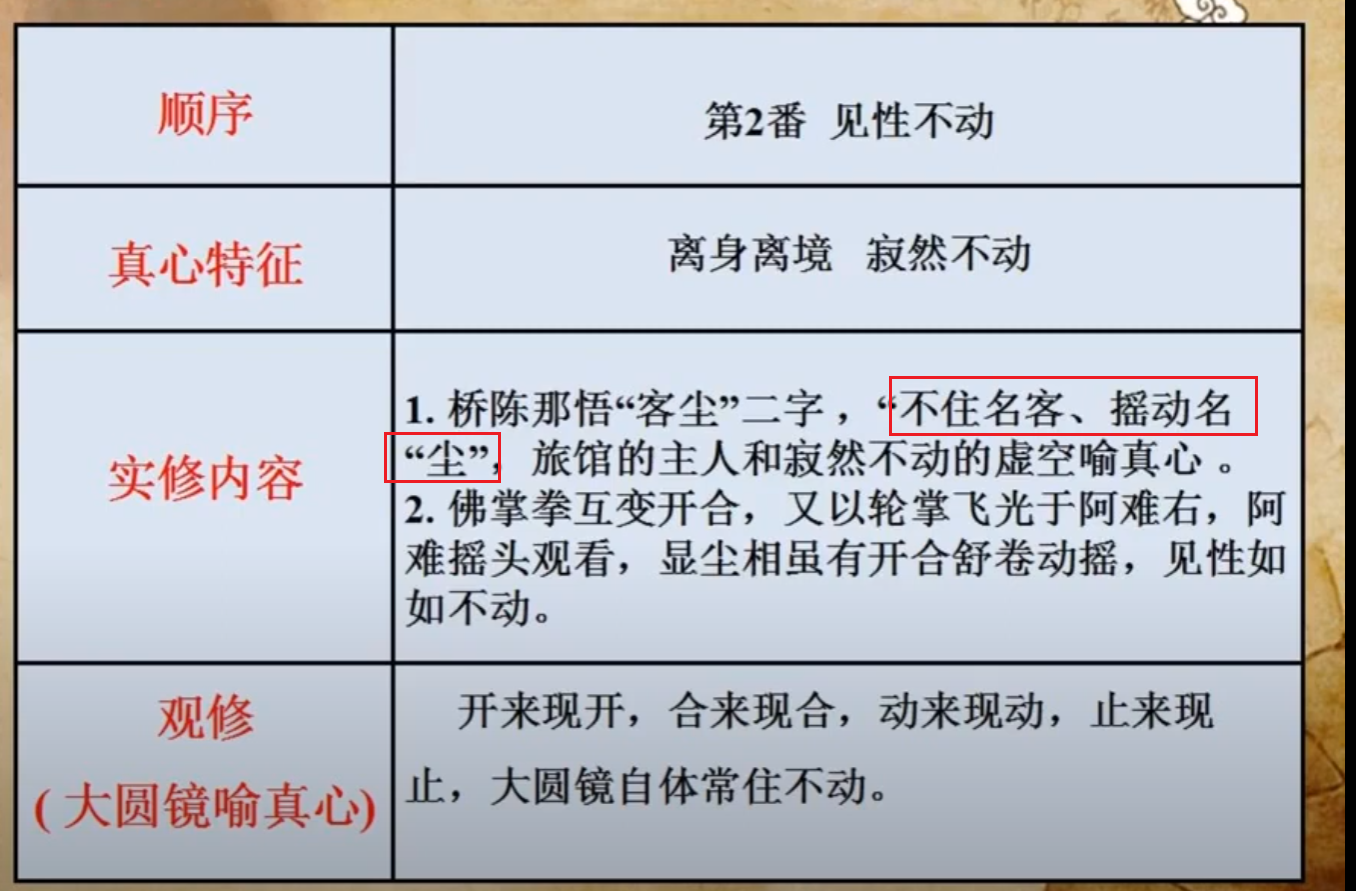 顺序
第2番 见性不动
真心特征
离身离境 寂然不动
实修内容
1. 桥陈那悟“客尘”二字，“不住名客、摇动名
“尘”，旅馆的主人和寂然不动的虚空喻真心 。
2. 佛掌拳互变开合，又以轮掌飞光于阿难右，阿
难摇头观看，显尘相虽有开合舒卷动摇，见性如
如不动。
观修
( 大圆镜喻真心)
开来现开，合来现合，动来现动，止来现
止，大圆镜自体常住不动。